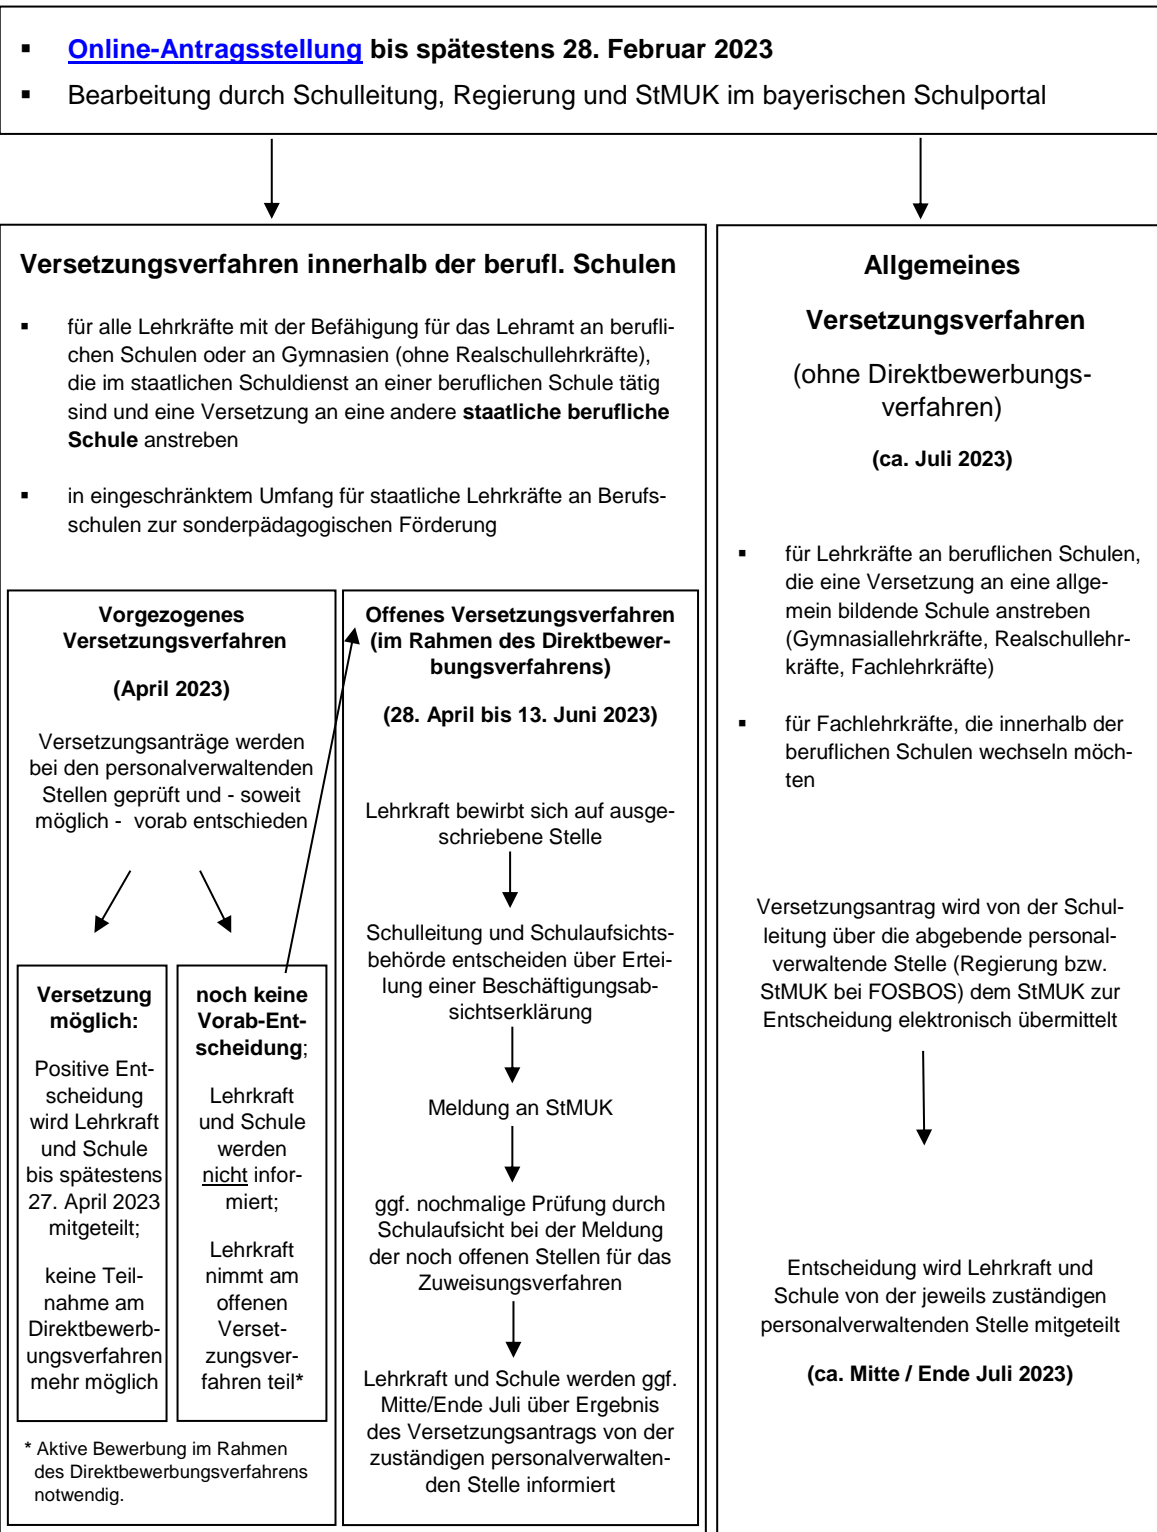 ▪ Online-Antragsstellung bis spätestens 28. Februar 2023
▪ Bearbeitung durch Schulleitung, Regierung und StMUK im bayerischen Schulportal
Versetzungsverfahren innerhalb der berufl. Schulen
▪ für alle Lehrkräfte mit der Befähigung für das Lehramt an berufli-
chen Schulen oder an Gymnasien (ohne Realschullehrkräfte),
die im staatlichen Schuldienst an einer beruflichen Schule tätig
sind und eine Versetzung an eine andere staatliche berufliche
Schule anstreben
▪ in eingeschränktem Umfang für staatliche Lehrkräfte an Berufs-
schulen zur sonderpädagogischen Förderung
Vorgezogenes
Versetzungsverfahren
(April 2023)
Versetzungsanträge werden
bei den personalverwaltenden
Stellen geprüft und - soweit
möglich - vorab entschieden
Versetzung
möglich:
Positive Ent-
scheidung
wird Lehrkraft
und Schule
bis spätestens
27. April 2023
mitgeteilt;
keine Teil-
nahme am
Direktbewerb-
ungsverfahren
mehr möglich
noch keine
Vorab-Ent-
scheidung;
Lehrkraft
und Schule
werden
nicht infor-
miert;
Lehrkraft
nimmt am
offenen
Verset-
zungsver-
fahren teil*
* Aktive Bewerbung im Rahmen
des Direktbewerbungsverfahrens
notwendig.
Offenes Versetzungsverfahren
(im Rahmen des Direktbewer-
bungsverfahrens)
(28. April bis 13. Juni 2023)
Lehrkraft bewirbt sich auf ausge-
schriebene Stelle
Schulleitung und Schulaufsichts-
behörde entscheiden über Ertei-
lung einer Beschäftigungsab-
sichtserklärung
Meldung an StMUK
ggf. nochmalige Prüfung durch
Schulaufsicht bei der Meldung
der noch offenen Stellen für das
Zuweisungsverfahren
Lehrkraft und Schule werden ggf.
Mitte/Ende Juli über Ergebnis
des Versetzungsantrags von der
zuständigen personalverwalten-
den Stelle informiert
Allgemeines
Versetzungsverfahren
(ohne Direktbewerbungs-
verfahren)
(ca. Juli 2023)
▪ für Lehrkräfte an beruflichen Schulen,
die eine Versetzung an eine allge-
mein bildende Schule anstreben
(Gymnasiallehrkräfte, Realschullehr-
kräfte, Fachlehrkräfte)
▪ für Fachlehrkräfte, die innerhalb der
beruflichen Schulen wechseln möch-
ten
Versetzungsantrag wird von der Schul-
leitung über die abgebende personal-
verwaltende Stelle (Regierung bzw.
StMUK bei FOSBOS) dem StMUK zur
Entscheidung elektronisch übermittelt
Entscheidung wird Lehrkraft und
Schule von der jeweils zuständigen
personalverwaltenden Stelle mitgeteilt
(ca. Mitte / Ende Juli 2023)